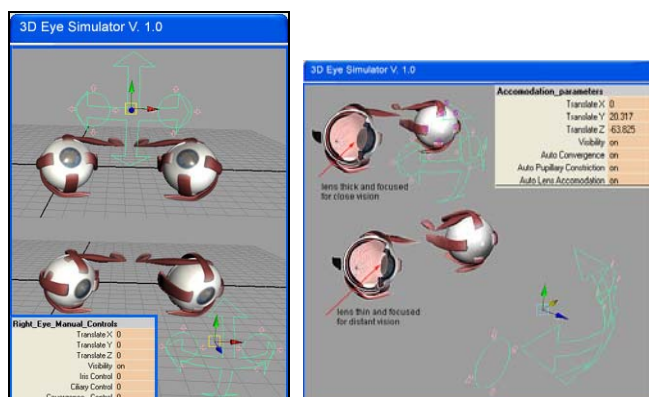 3D Eye Simulator V. 1.0
Right_Eye_Manual_Controls
Translate X 0
Translate Y 0
Translate Z 0
Visibility on
Iris Control 0
Ciliary Control 0
Convergence_Control 0
3D Eye Simulator V. 1.0
Accomodation_parameters
Translate X 0
Translate Y 20.317
Translate Z -63.825
Visibility on
Auto Convergence on
Auto Pupillary Constriction on
Auto Lens Accomodation on
lens thick and focused
for close vision
lens thin and focused
for distant vision